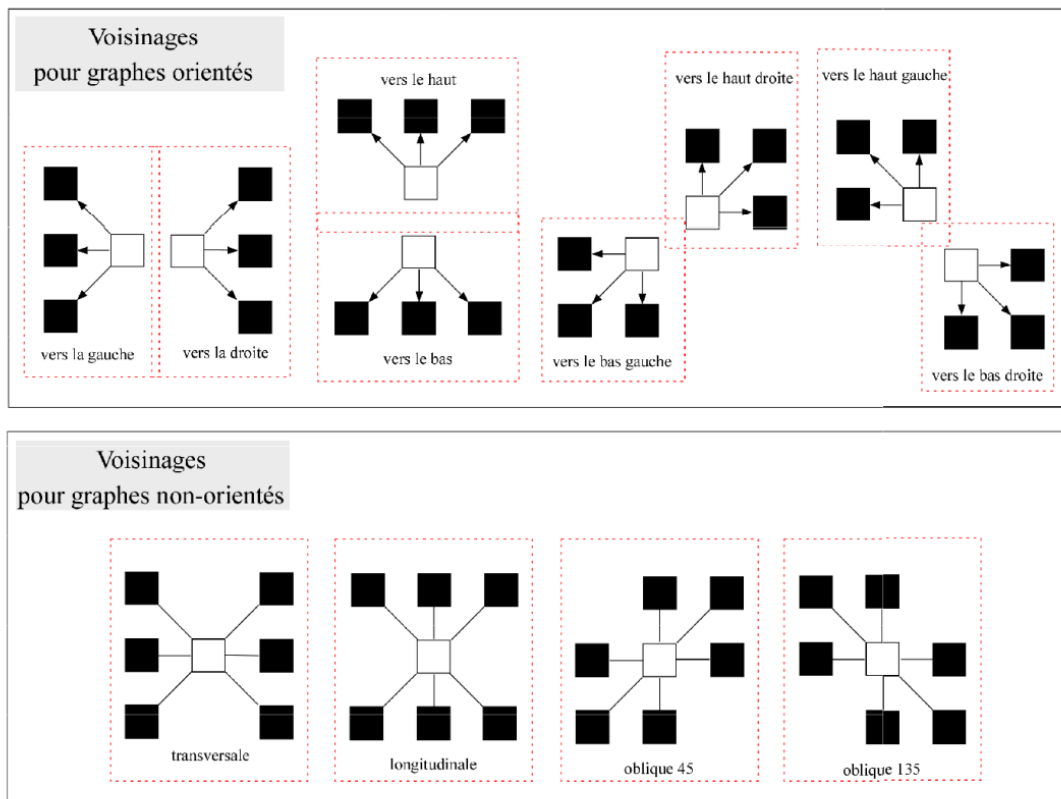 Voisinages
pour graphes orientés
vers le haut
vers le haut droite
vers le haut gauche
vers la gauche
vers la droite
vers le bas
vers le bas gauche
vers le bas droite
Voisinages
pour graphes non-orientés
transversale
longitudinale
oblique 45
oblique 135